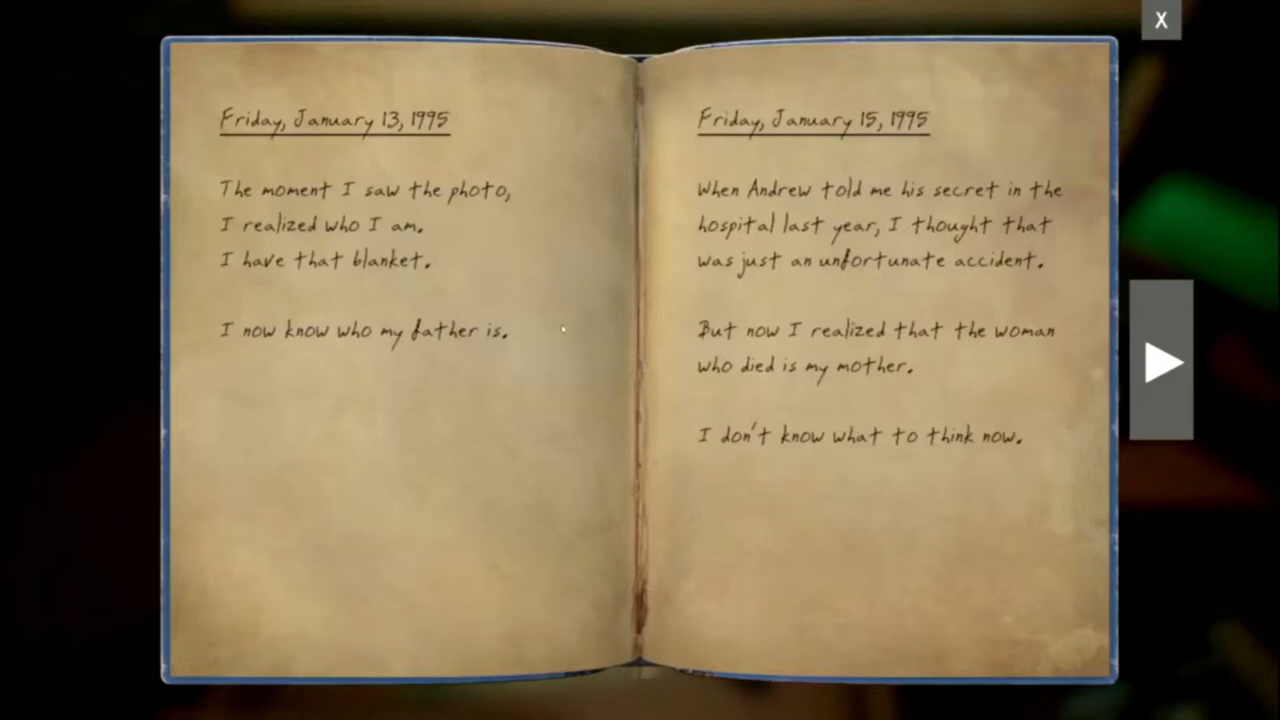 X
Friday, January 13, 1995
The moment I saw the photo,
I realized who I am.
I have that blanket.
I now know who my father is.
Friday, January 15, 1995
When Andrew told me his secret in the
hospital last year, I thought that
was just an unfortunate accident.
But now I realized that the woman
who died is my mother.
I don't know what to think now.